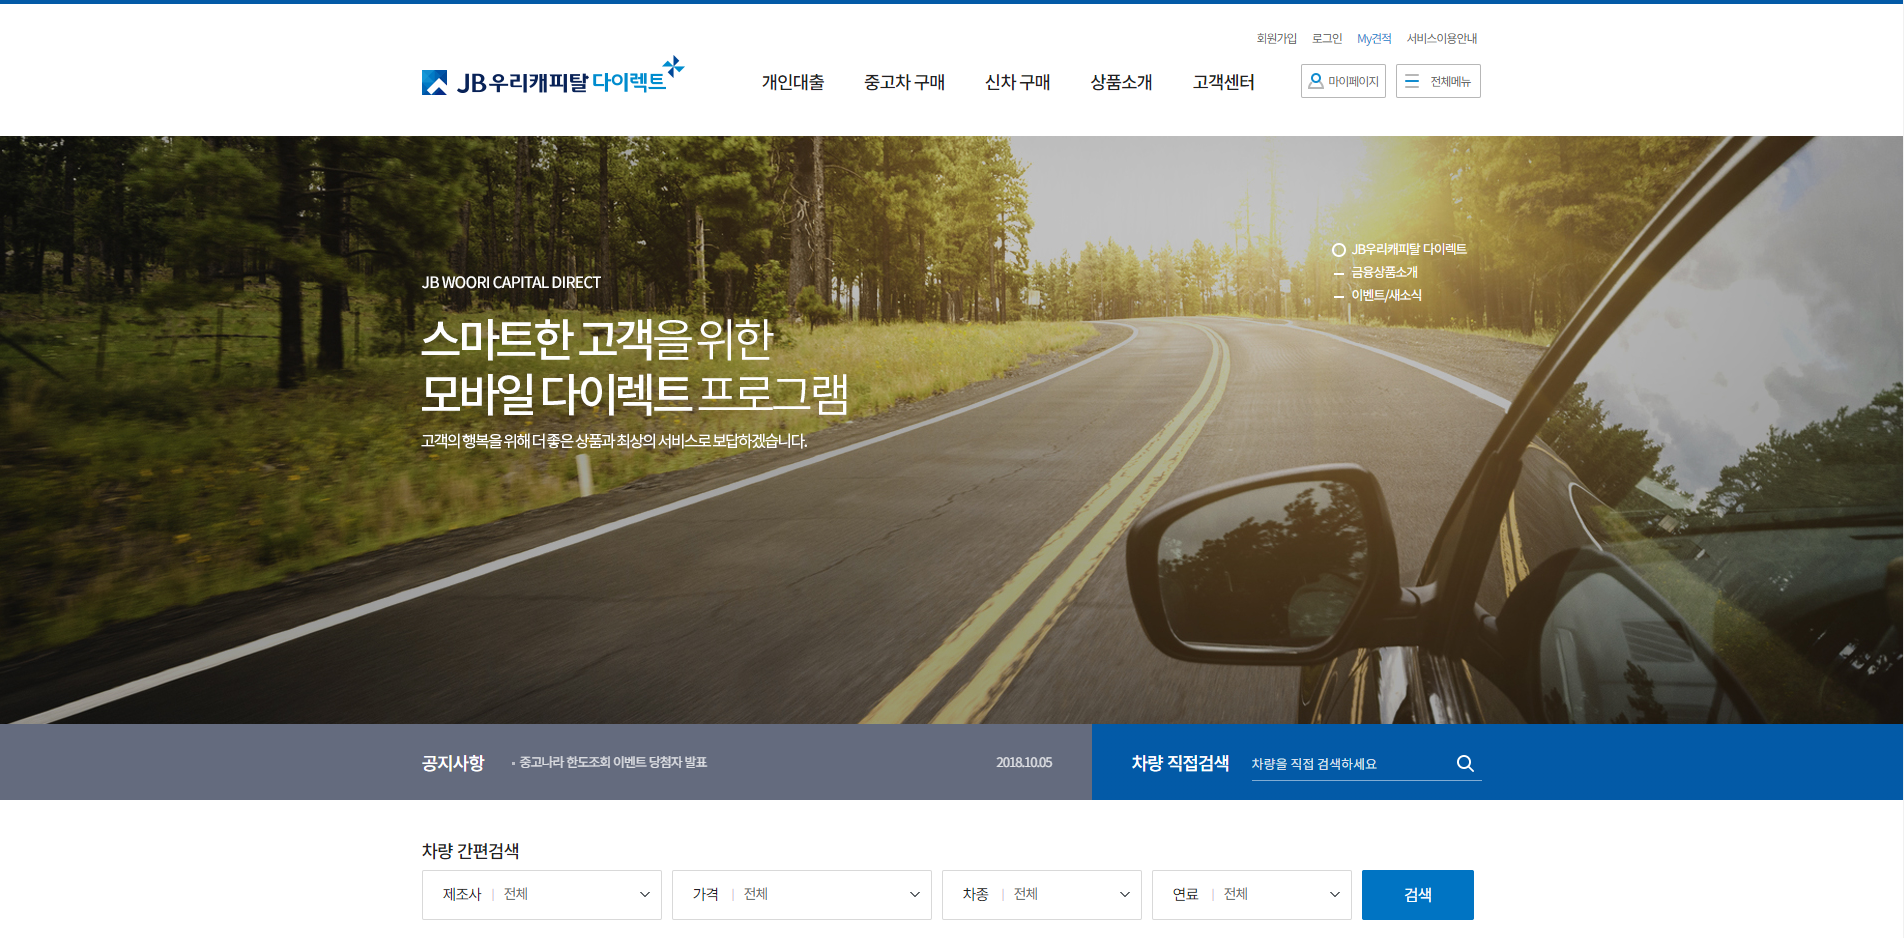 회원가입 로그인 My견적 서비스이용안내
JB우리캐피탈 다이렉트
개인대출 중고차 구매 신차 구매 상품소개 고객센터
마이페이지 전체메뉴
JB우리캐피탈 다이렉트
금융상품소개
이벤트/새소식
JB WOORI CAPITAL DIRECT
스마트한 고객을 위한
모바일 다이렉트 프로그램
고객의 행복을 위해 더 좋은 상품과 최상의 서비스로 보답하겠습니다.
공지사항 · 중고나라 한도조회 이벤트 당첨자 발표 2018.10.05
차량 직접검색 차량을 직접 검색하세요
차량 간편검색
제조사 | 전체 가격 | 전체 차종 | 전체 연료 | 전체 검색